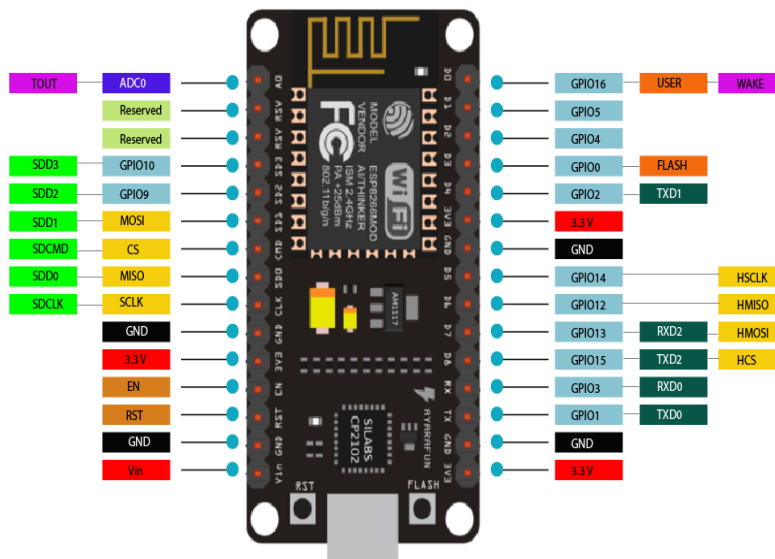 TOUT ADC0
Reserved
Reserved
SDD3 GPIO10
SDD2 GPIO9
SDD1 MOSI
SDCMD CS
SDD0 MISO
SDCLK SCLK
GND
3.3 V
EN
RST
GND
Vin
A0
RSV
RSV
SD3
SD2
SD1
CMD
SD0
CLK
GND
3V3
EN
RST
GND
Vin
MODEL ESP8266MOD
VENDOR AITHINKER
ISM 2.4GHz
PA +25dBm
802.11b/g/n
FC
Wi Fi
AM1117
SILABS
CP2102
AYARAFUN
RST
FLASH
D0
D1
D2
D3
D4
3V3
GND
D5
D6
D7
D8
RX
TX
GND
3V3
GPIO16 USER WAKE
GPIO5
GPIO4
GPIO0 FLASH
GPIO2 TXD1
3.3 V
GND
GPIO14 HSCLK
GPIO12 HMISO
GPIO13 RXD2 HMOSI
GPIO15 TXD2 HCS
GPIO3 RXD0
GPIO1 TXD0
GND
3.3 V